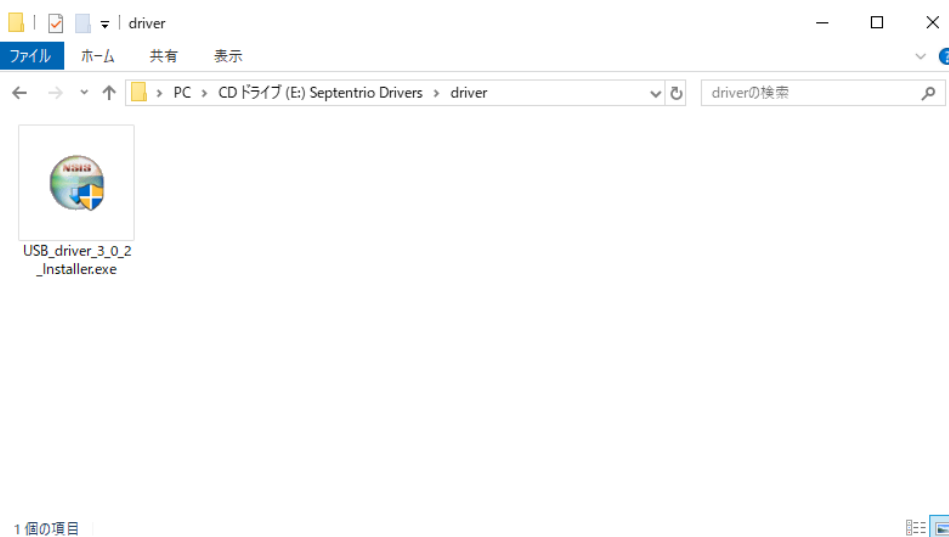 driver
ファイル ホーム 共有 表示
PC › CD ドライブ (E:) Septentrio Drivers › driver
driverの検索
NSIS
USB_driver_3_0_2
_Installer.exe
1 個の項目